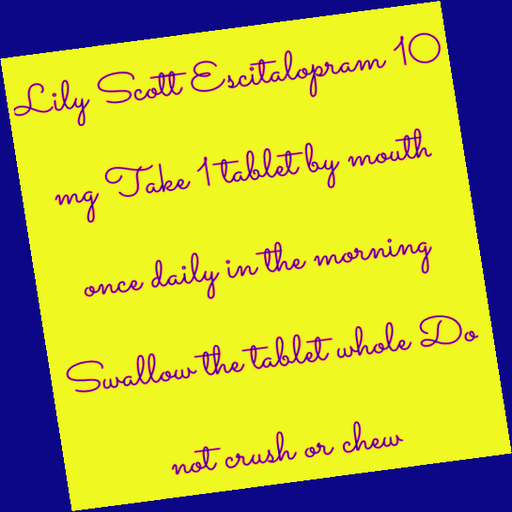 Lily Scott Escitalopram 10
mg Take 1 tablet by mouth
once daily in the morning
Swallow the tablet whole Do
not crush or chew